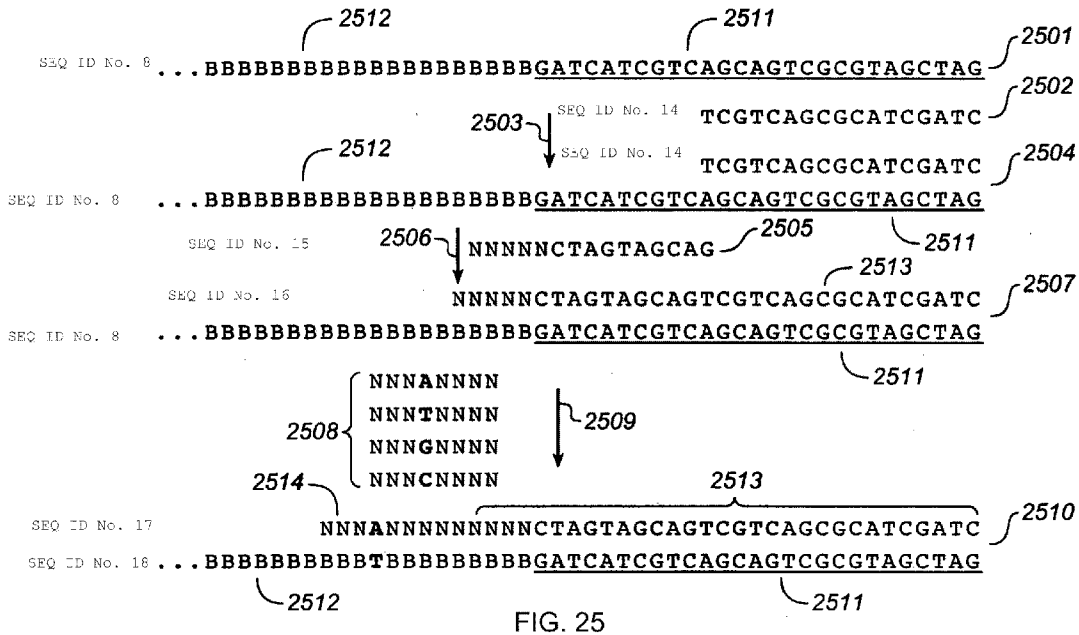 2512 2511
SEQ ID No. 8 ...BBBBBBBBBBBBBBBBBBBBGATCATCGTCAGCAGTCGCGTAGCTAG 2501
2502
2503 SEQ ID No. 14 TCGTCAGCGCATCGATC
2512 SEQ ID No. 14 TCGTCAGCGCATCGATC 2504
SEQ ID No. 8 ...BBBBBBBBBBBBBBBBBBBBGATCATCGTCAGCAGTCGCGTAGCTAG
2511
SEQ ID No. 15 2506 NNNNNCTAGTAGCAG 2505
2513
SEQ ID No. 16 NNNNNCTAGTAGCAGTCGTCAGCGCATCGATC 2507
SEQ ID No. 8 ...BBBBBBBBBBBBBBBBBBBBGATCATCGTCAGCAGTCGCGTAGCTAG
2511
NNNANNNN
NNNTNNNN
2508 2509
NNNGNNNN
NNNCNNNN
2514 2513
SEQ ID No. 17 NNNANNNNNNNNNCTAGTAGCAGTCGTCAGCGCATCGATC 2510
SEQ ID No. 18 ...BBBBBBBBBBTBBBBBBBBBGATCATCGTCAGCAGTCGCGTAGCTAG
2512 2511
FIG. 25